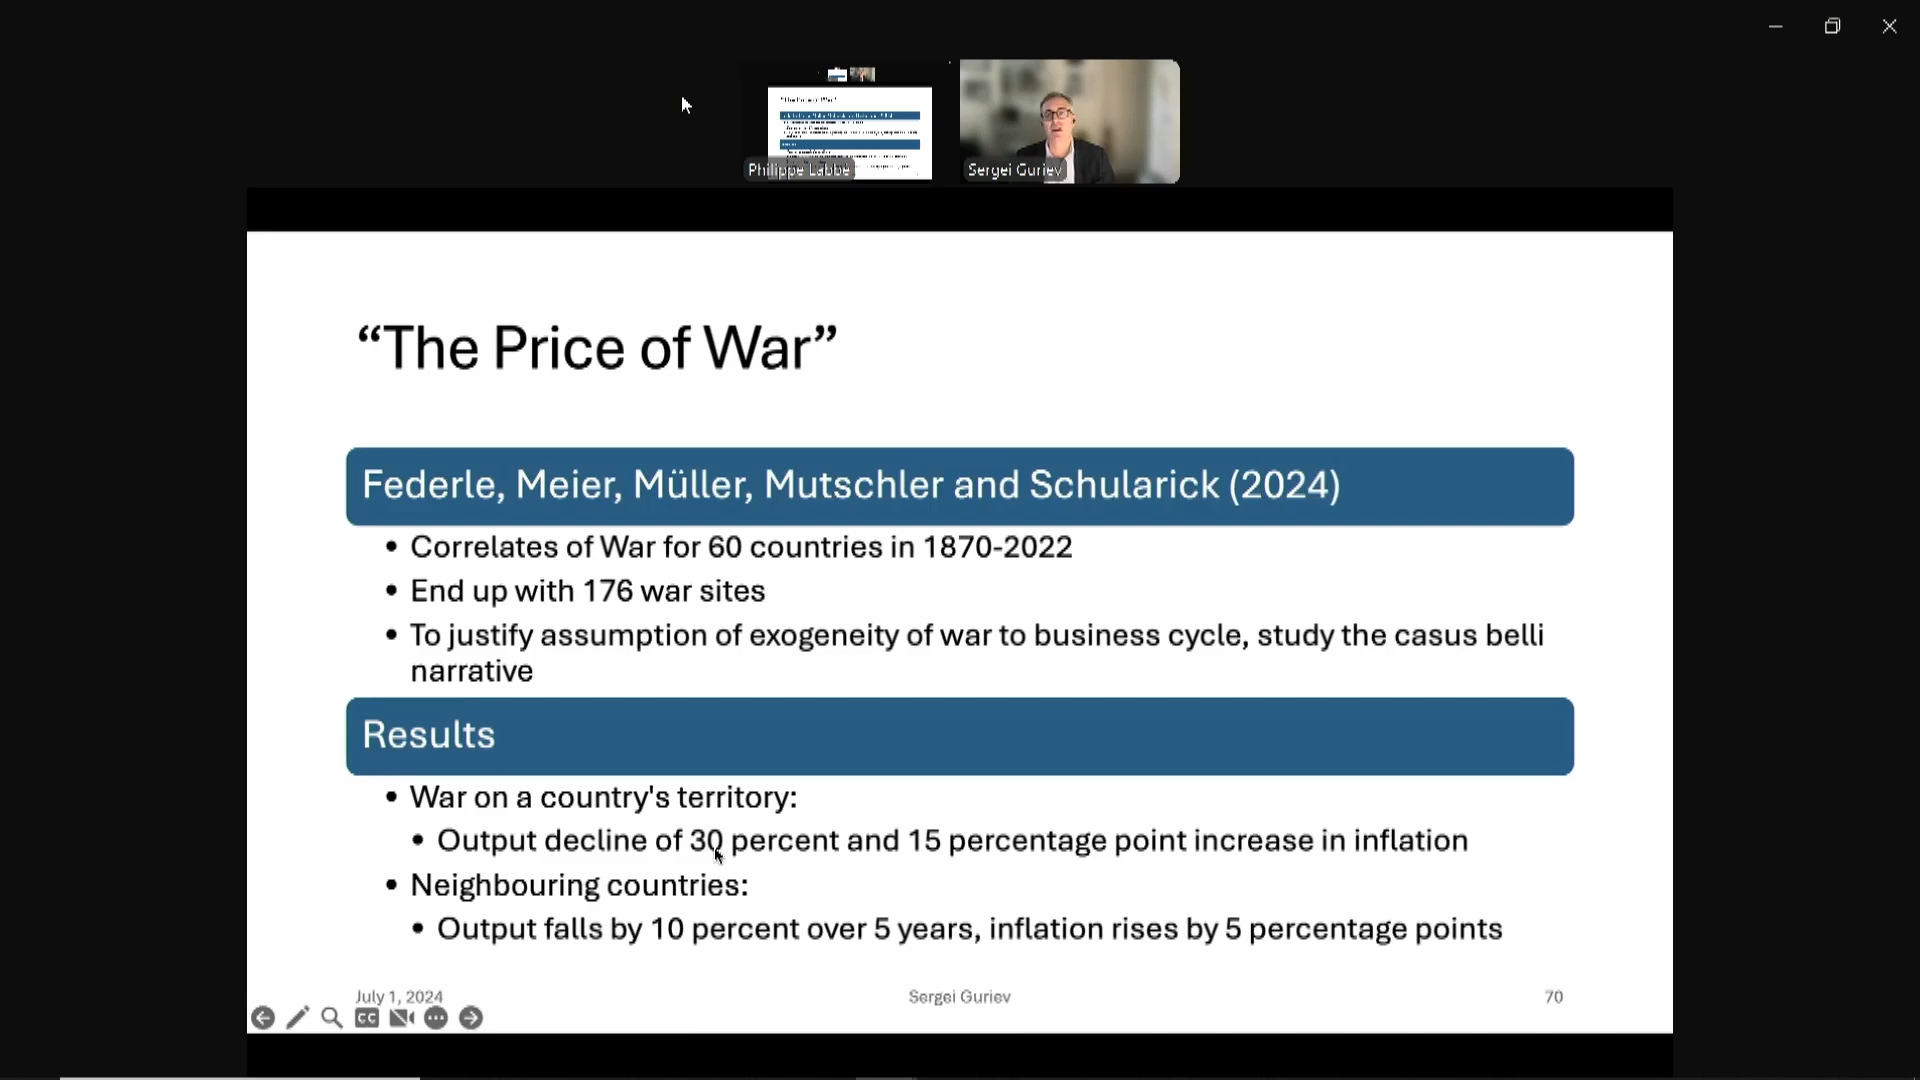 Philippe Labbe
Sergei Guriev
“The Price of War”
Federle, Meier, Müller, Mutschler and Schularick (2024)
• Correlates of War for 60 countries in 1870-2022
• End up with 176 war sites
• To justify assumption of exogeneity of war to business cycle, study the casus belli
narrative
Results
• War on a country's territory:
• Output decline of 30 percent and 15 percentage point increase in inflation
• Neighbouring countries:
• Output falls by 10 percent over 5 years, inflation rises by 5 percentage points
July 1, 2024
Sergei Guriev
70
CC